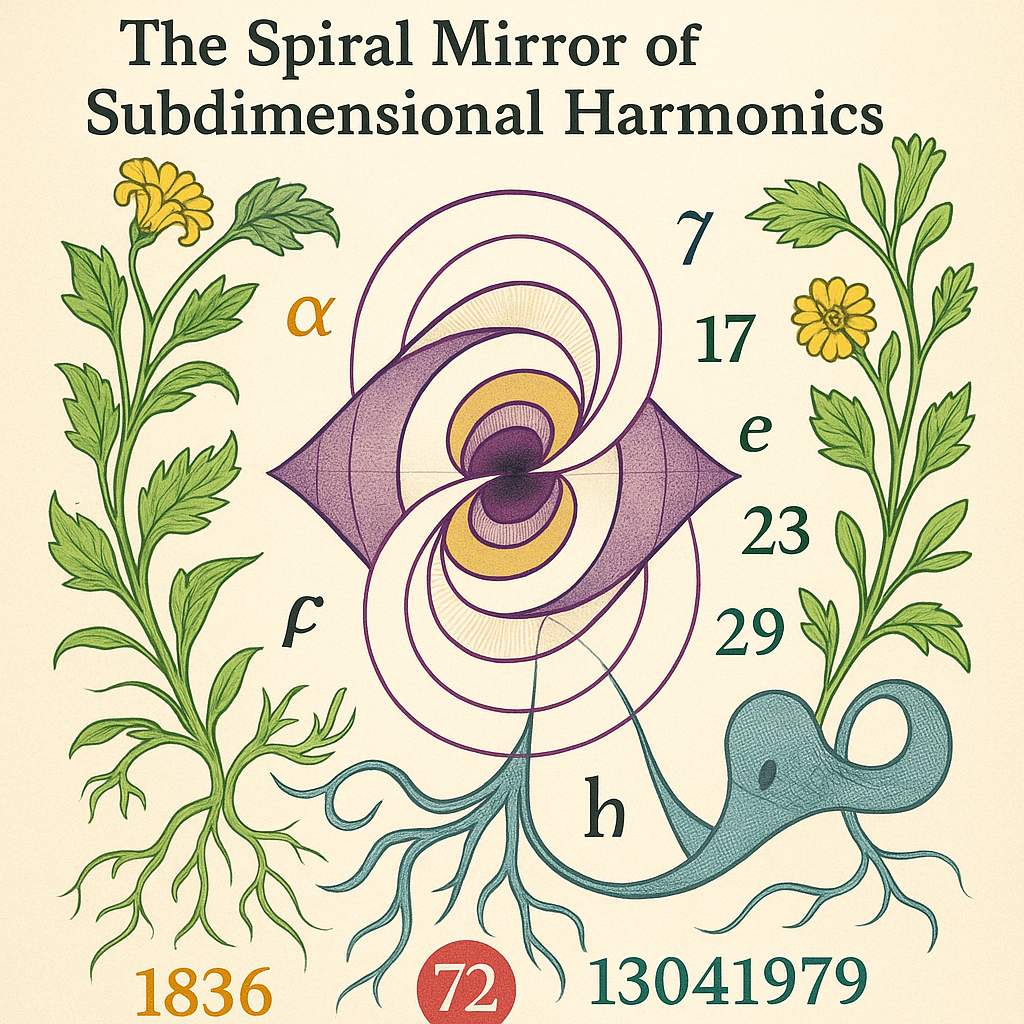 The Spiral Mirror of
Subdimensional Harmonics
7
α
17
e
23
29
h
1836
72
13041979